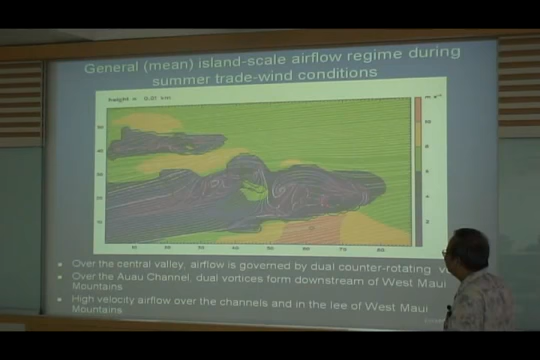 General (mean) island-scale airflow regime during
summer trade-wind conditions
Over the central valley, airflow is governed by dual counter-rotating
Over the Auau Channel, dual vortices form downstream of West Maui
Mountains
High velocity airflow over the channels and in the lee of West Maui
Mountains